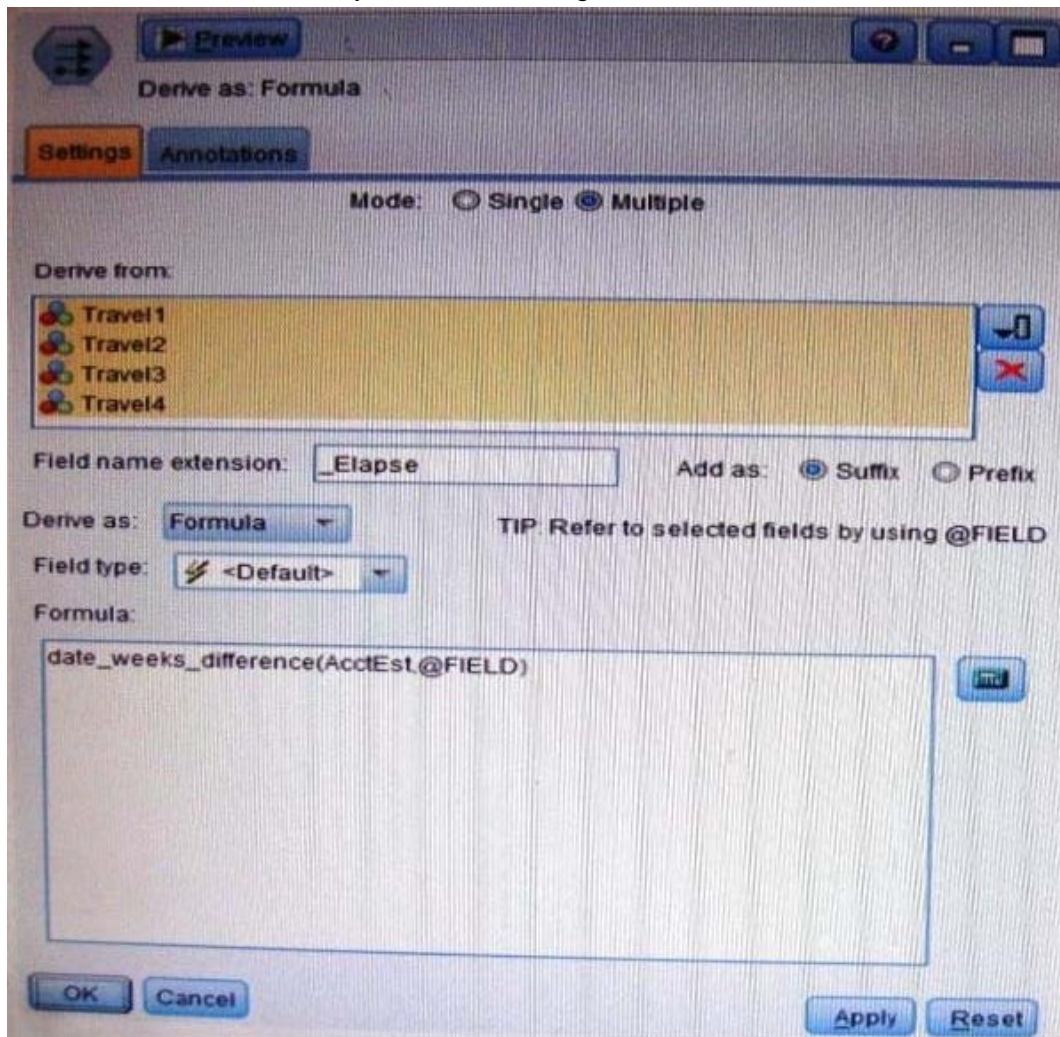 Preview
Derive as: Formula
Settings Annotations
Mode: Single Multiple
Derive from:
Travel1
Travel2
Travel3
Travel4
Field name extension: _Elapse Add as: Suffix Prefix
Derive as: Formula TIP: Refer to selected fields by using @FIELD
Field type: <Default>
Formula:
date_weeks_difference(AcctEst,@FIELD)
OK Cancel Apply Reset